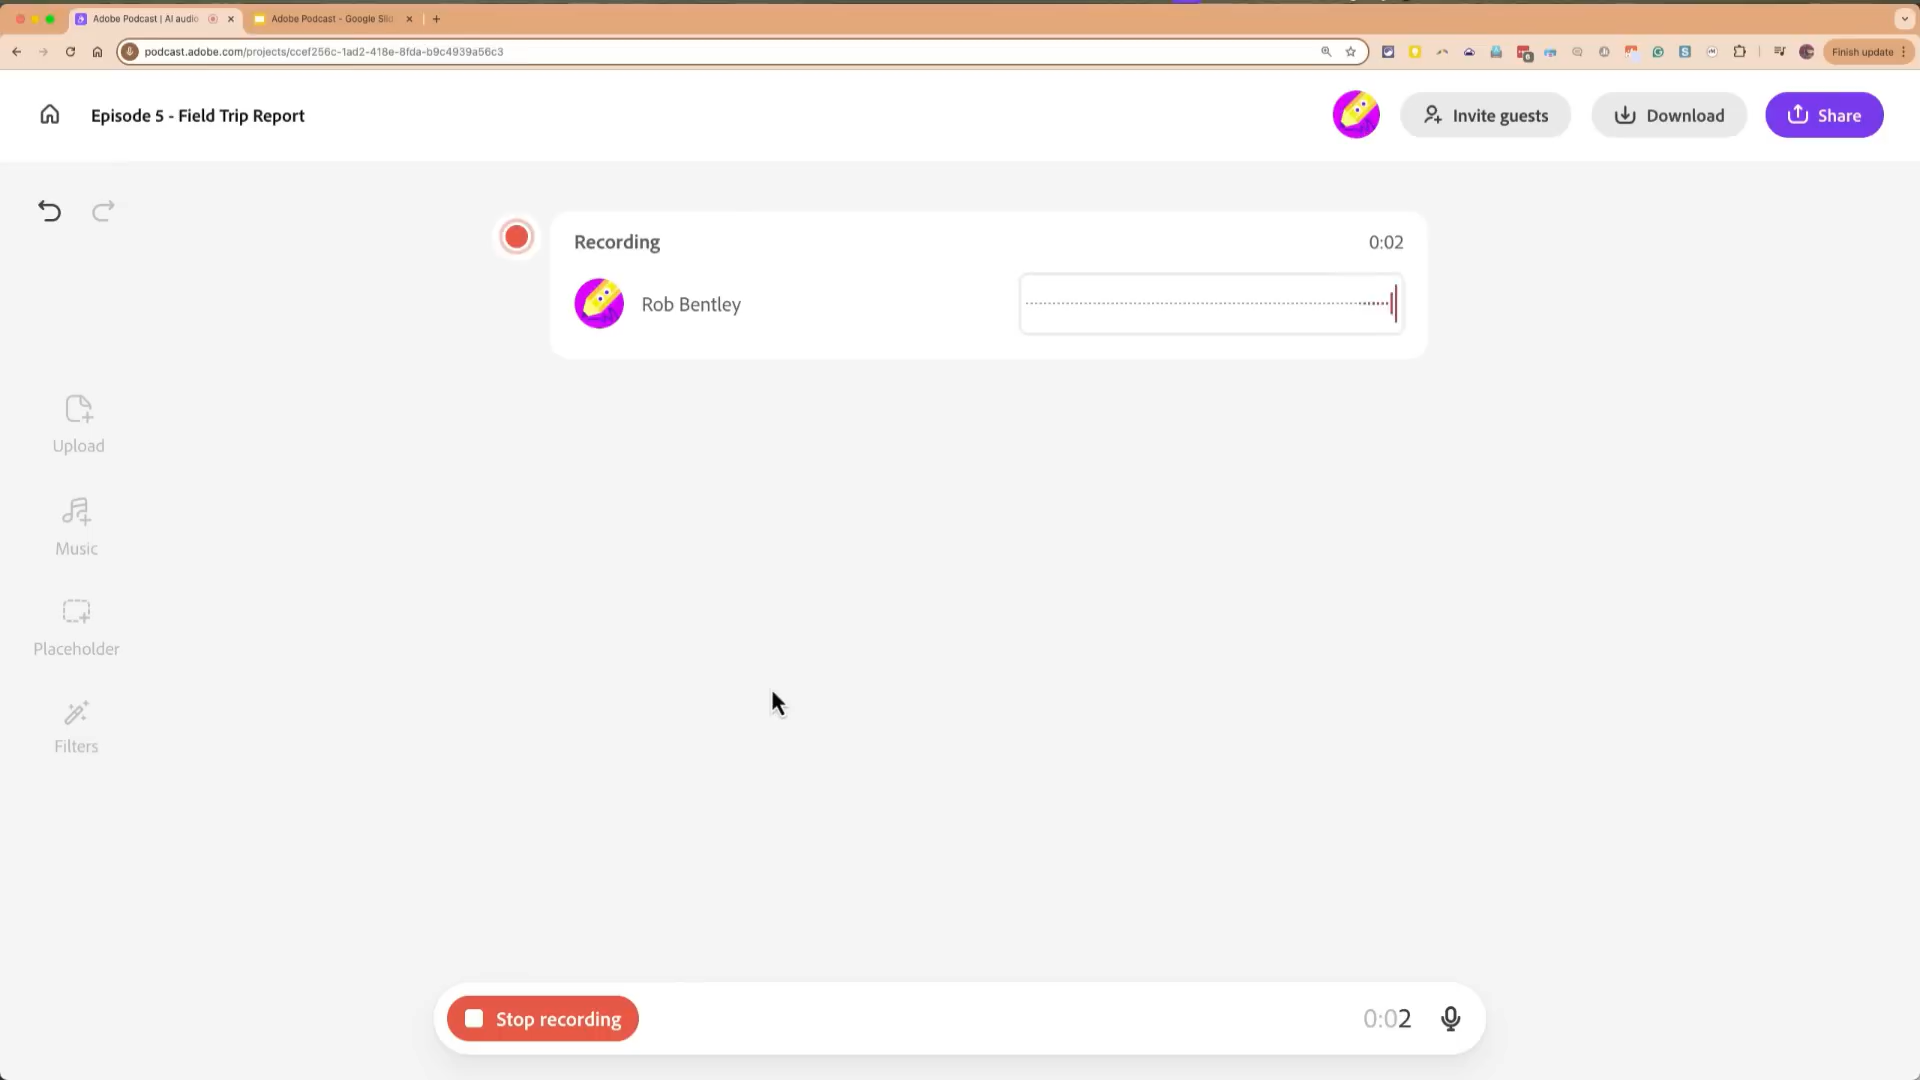 Adobe Podcast | AI audio
Adobe Podcast - Google Slid
podcast.adobe.com/projects/ccef256c-1ad2-418e-8fda-b9c4939a56c3
Finish update
Episode 5 - Field Trip Report
Invite guests
Download
Share
Recording
0:02
Rob Bentley
Upload
Music
Placeholder
Filters
Stop recording
0:02